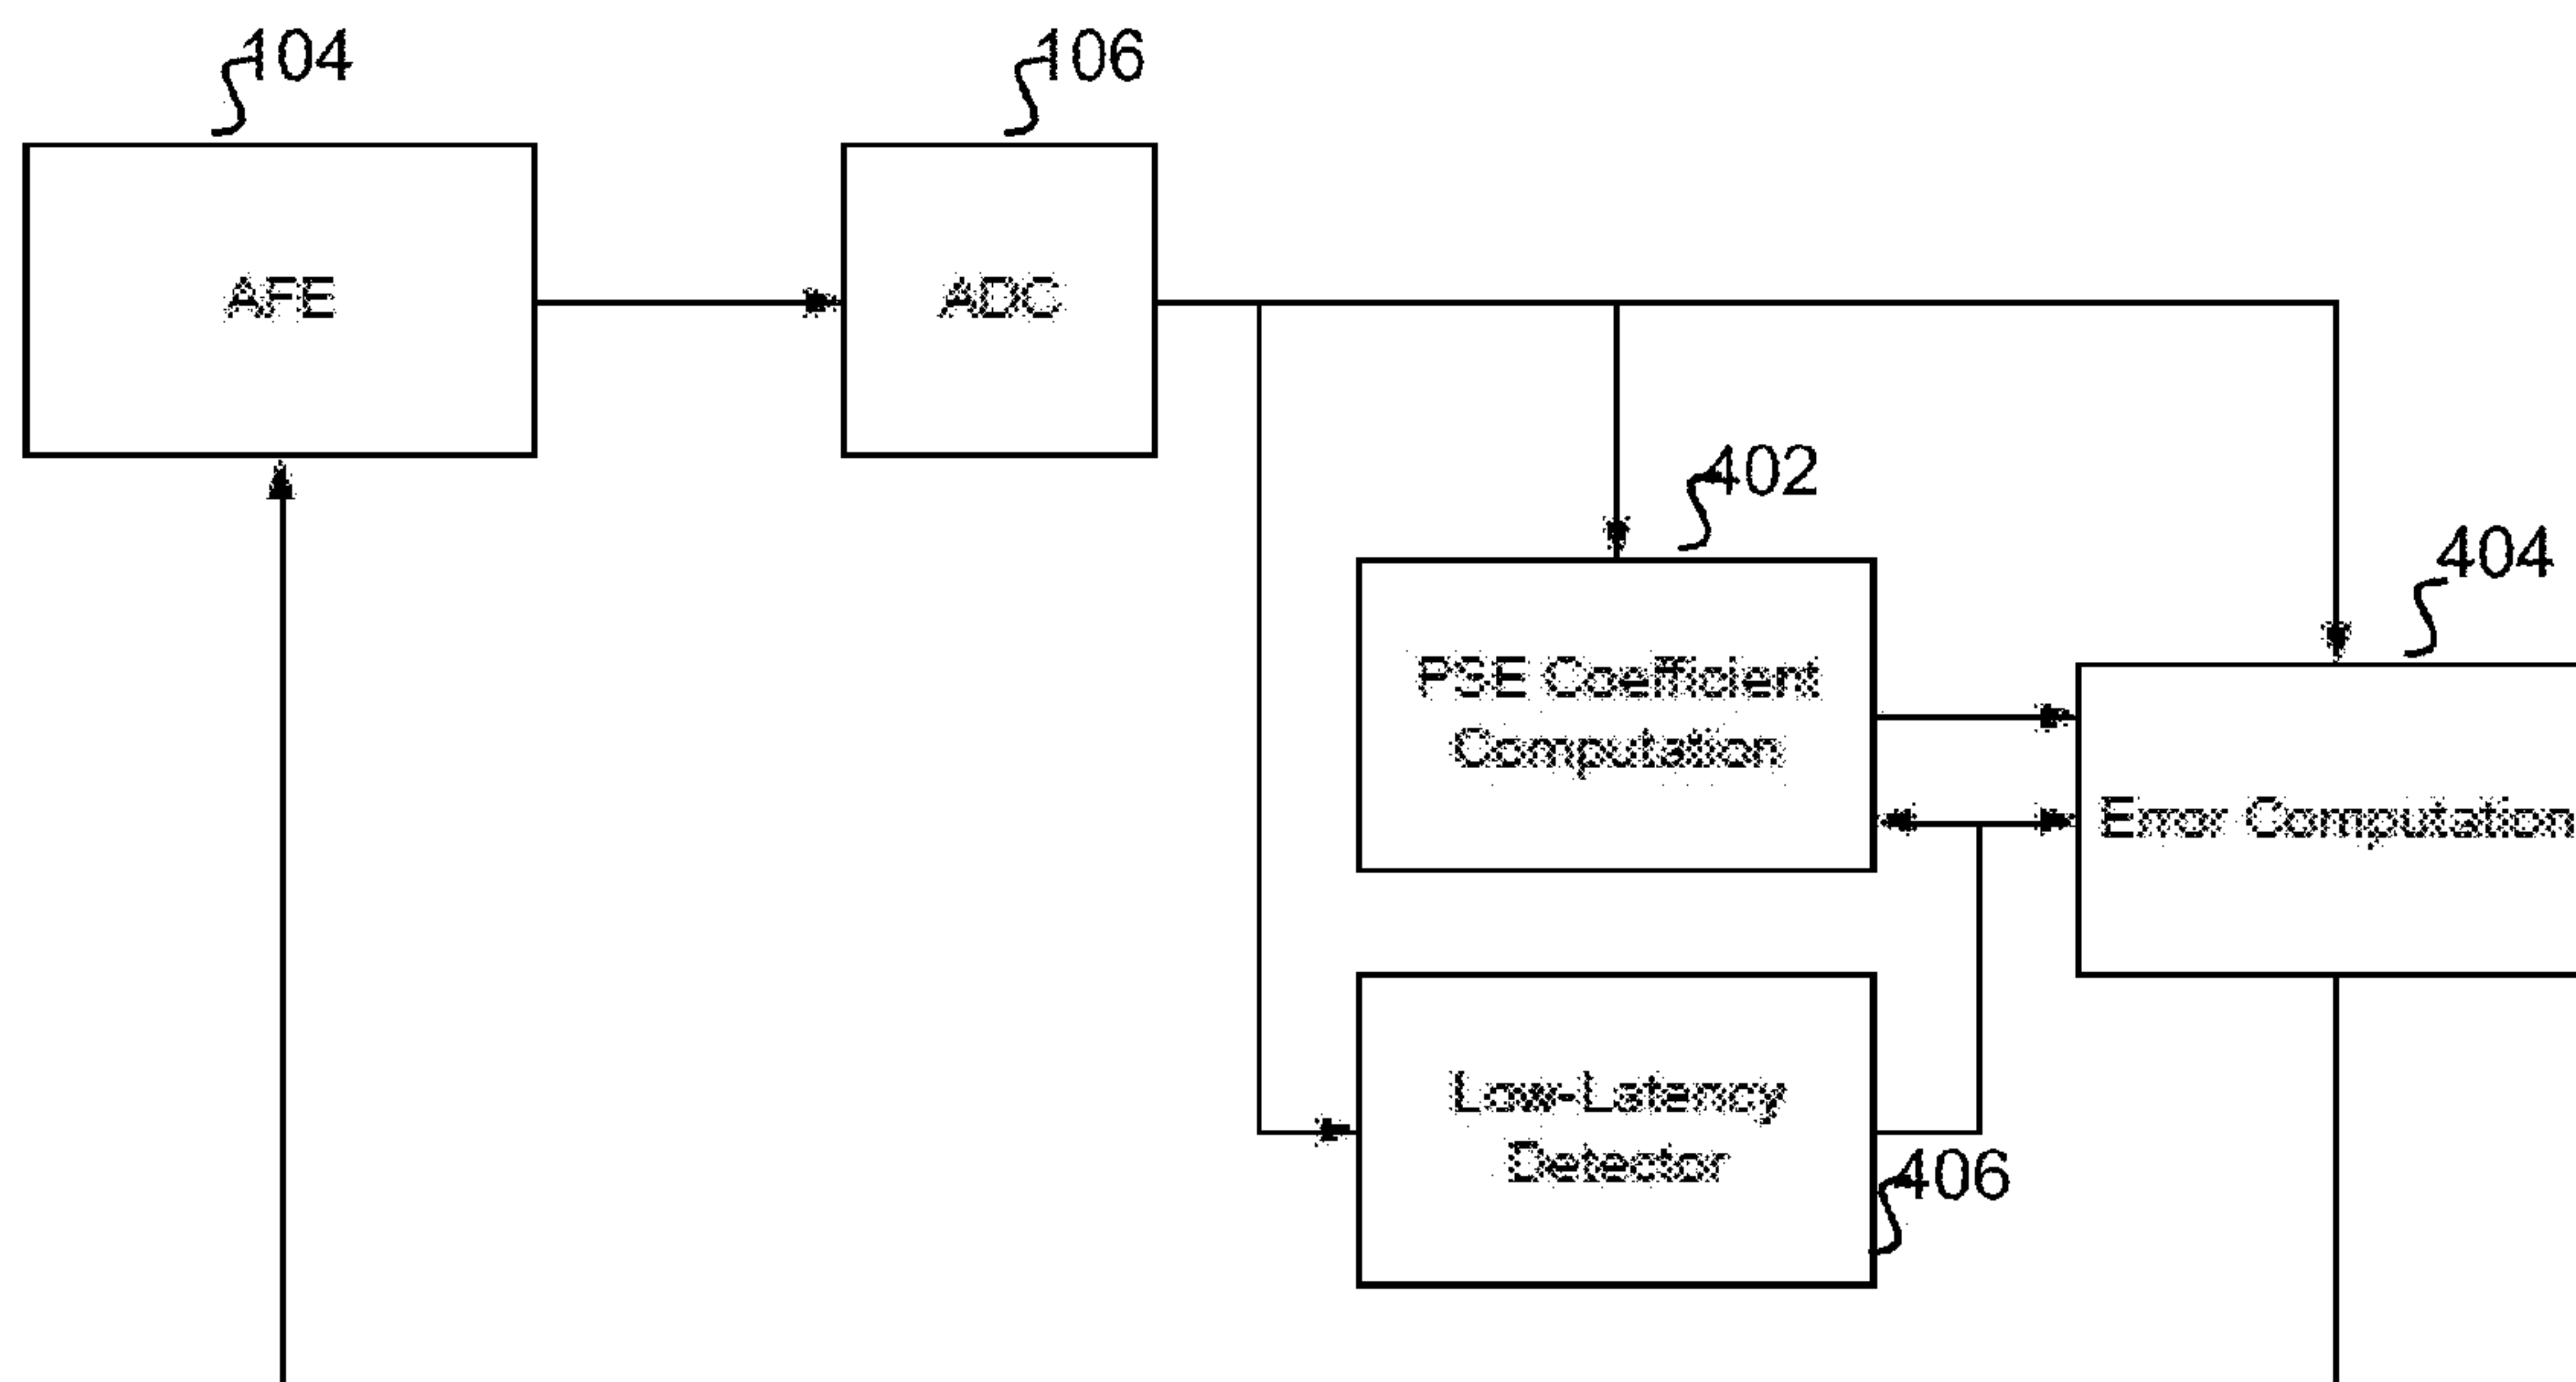 104
106
AFE
ADC
402
404
PSE Coefficient
Computation
Error Computation
Low-Latency
Detector
406